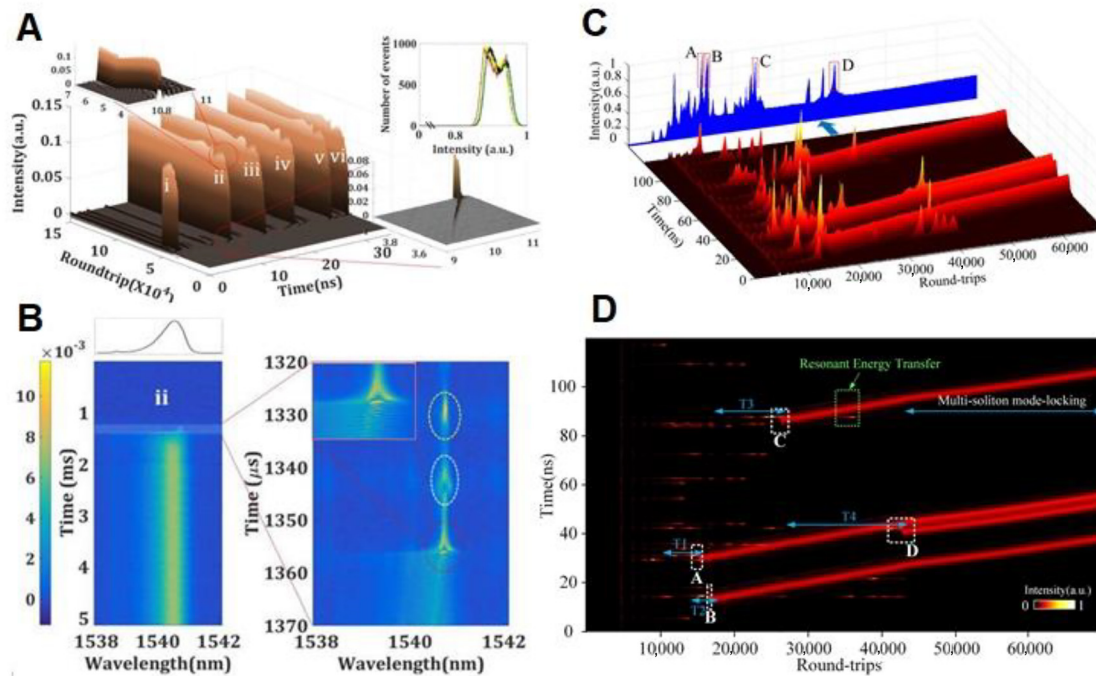 A
0.1
0.05
0
6
5
4
10.8
11
0.15
0.1
0.05
0
Intensity(a.u.)
i
ii
iii
iv
v
vi
15
10
5
0
Roundtrip(X10⁴)
0
10
20
30
Time(ns)
1000
500
0
Number of events
0
0.8
1
Intensity (a.u.)
0.08
0.06
0.04
0.02
0
3.8
3.6
9
10
11
B
×10⁻³
10
8
6
4
2
0
ii
1
2
3
4
5
Time (ms)
1538
1540
1542
Wavelength(nm)
1320
1330
1340
1350
1360
1370
Time (μs)
1538
1540
1542
Wavelength(nm)
C
A
B
C
D
1
0.8
0.6
0.4
0.2
0
Intensity(a.u.)
100
80
60
40
20
0
Time(ns)
10,000
20,000
30,000
40,000
50,000
60,000
Round-trips
D
Resonant Energy Transfer
T3
Multi-soliton mode-locking
C
T4
D
T1
A
T2
B
Intensity(a.u.)
0
1
100
80
60
40
20
0
Time(ns)
10,000
20,000
30,000
40,000
50,000
60,000
Round-trips